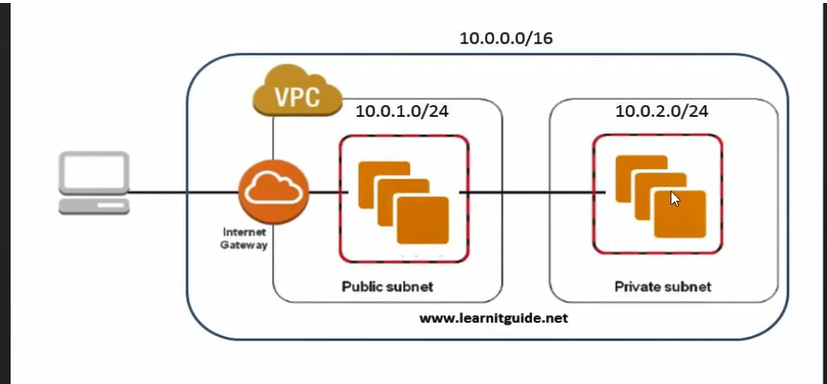 10.0.0.0/16
VPC
10.0.1.0/24
10.0.2.0/24
Internet
Gateway
Public subnet
Private subnet
www.learnitguide.net